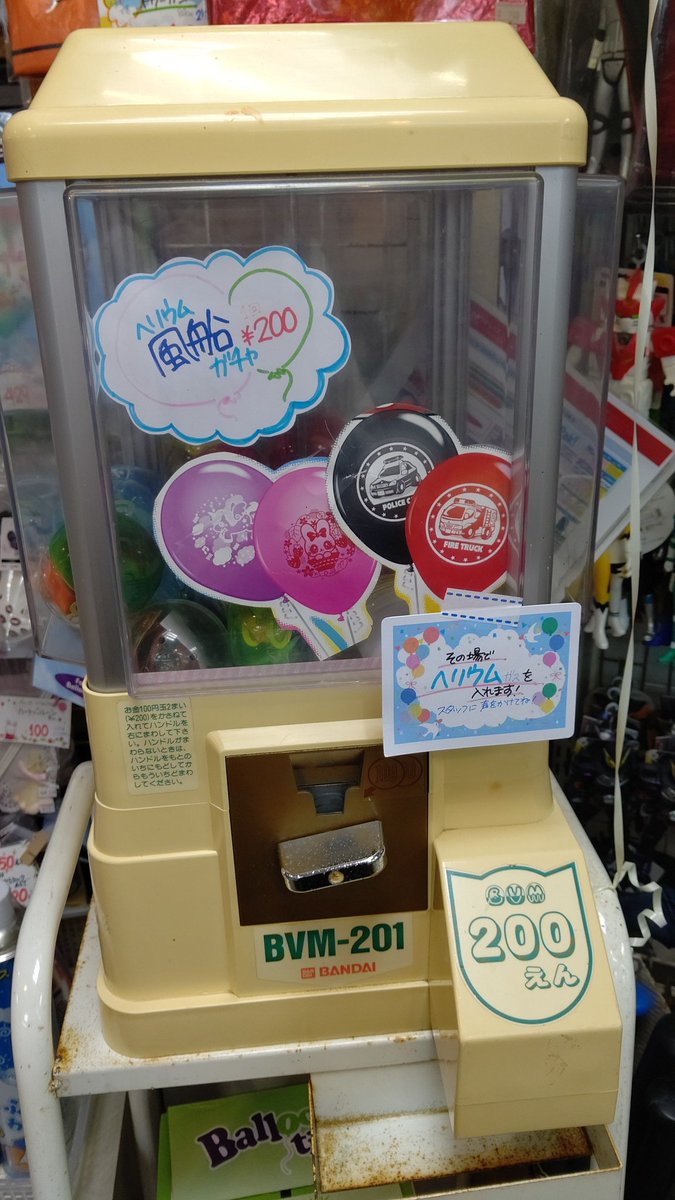 ヘリウム
風船
1回
¥200
ガチャ
POLICE C
FIRE TRUCK
その場で
ヘリウムガスを
入れます!
スタッフに声をかけてね!
お金100円玉2まい
(¥200)をかさねて
入れてハンドルを
右にまわして下さ
い。ハンドルがま
わらないときは、
ハンドルをもとの
いちにもどしてか
らもういちどまわ
してください。
100
BVM-201
BANDAI
BVM
200
えん
Balloo